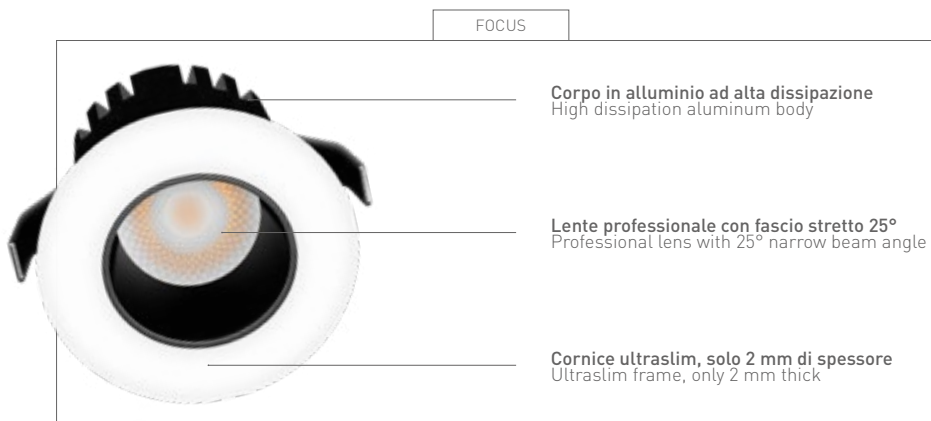 FOCUS
Corpo in alluminio ad alta dissipazione
High dissipation aluminum body
Lente professionale con fascio stretto 25°
Professional lens with 25° narrow beam angle
Cornice ultraslim, solo 2 mm di spessore
Ultraslim frame, only 2 mm thick